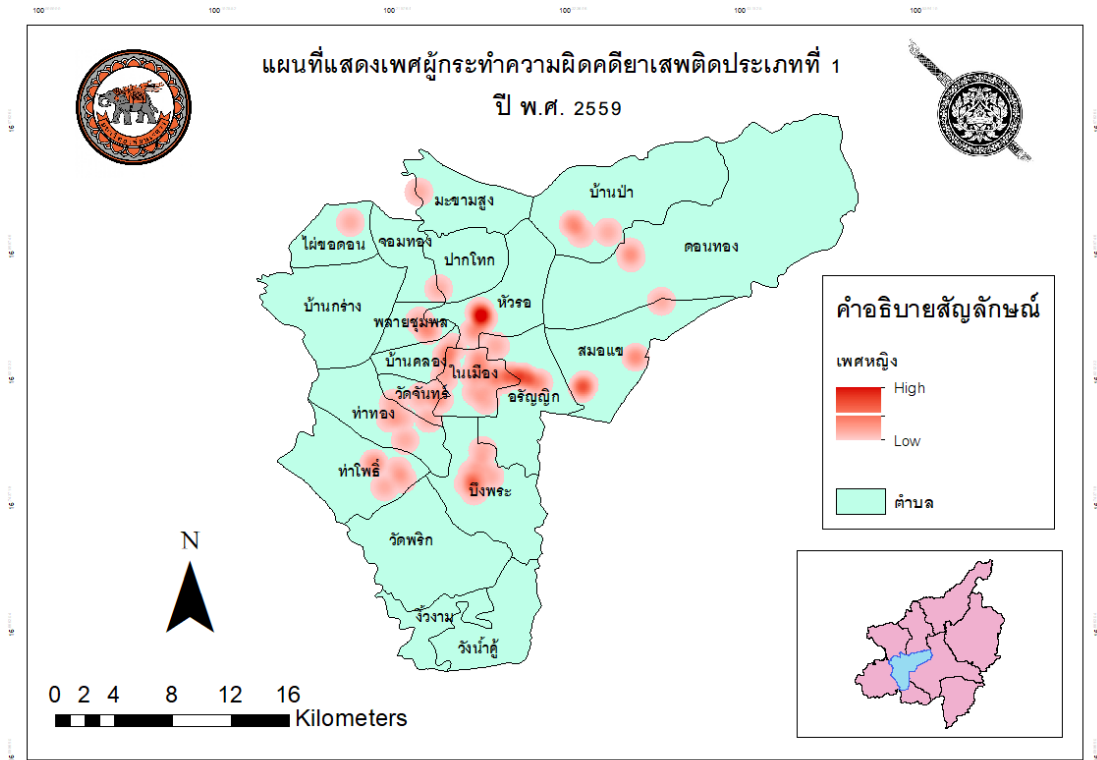 แผนที่แสดงเพศผู้กระทำความผิดคดียาเสพติดประเภทที่ 1
ปี พ.ศ. 2559
มะขามสูง
บ้านป่า
ไผ่ขอดอน
จอมทอง
ปากโทก
ดอนทอง
บ้านกร่าง
พลายชุมพล
หัวรอ
บ้านคลอง
ในเมือง
สมอแข
วัดจันทร์
อรัญญิก
ท่าทอง
ท่าโพธิ์
บึงพระ
วัดพริก
งิ้วงาม
วังน้ำคู้
คำอธิบายสัญลักษณ์
เพศหญิง
High
Low
ตำบล
N
0 2 4 8 12 16
Kilometers